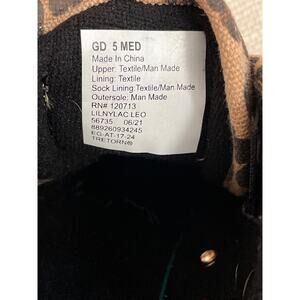 GD 5 MED
Made In China
Upper: Textile/Man Made
Lining: Textile
Sock Lining:Textile/Man Made
Outersole: Man Made
RN# 120713
LILNYLAC LEO
56735 06/21
889260934245
EG-AT-17-24
TRETORN®